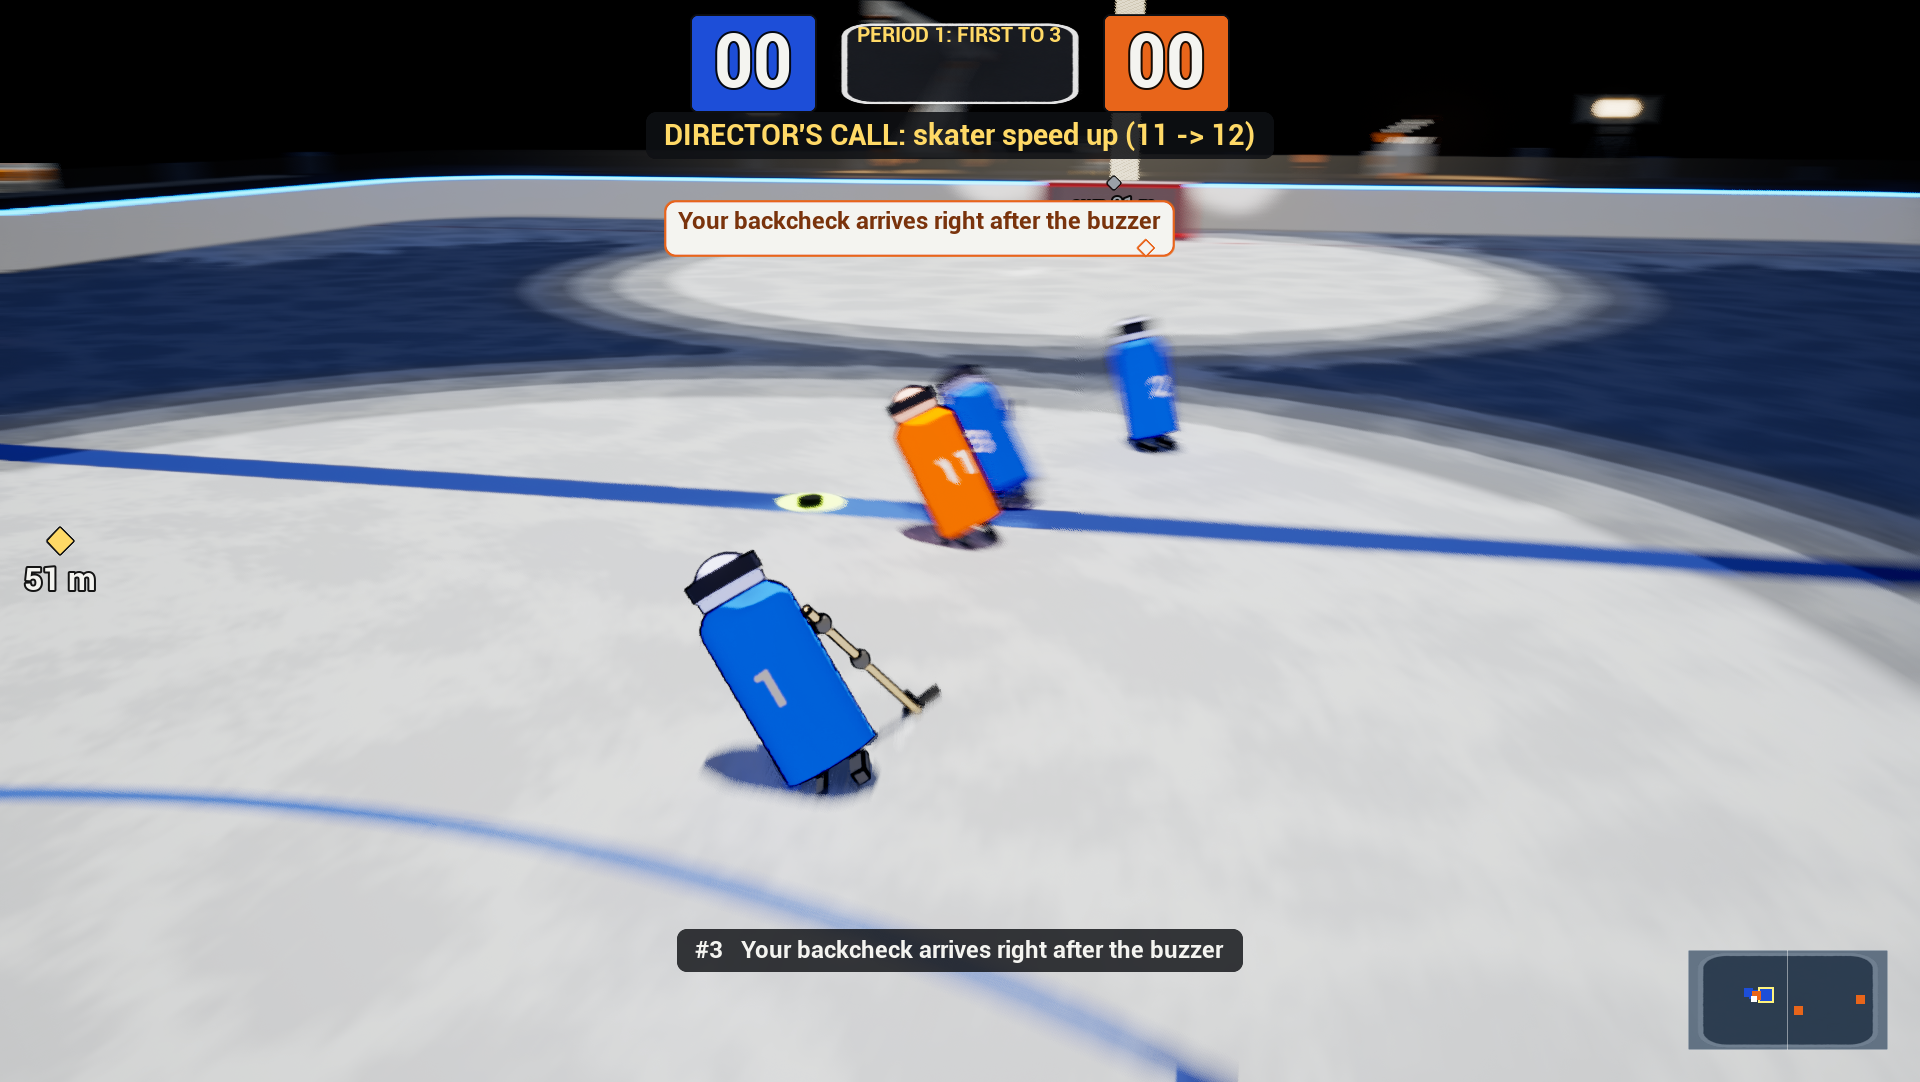 00
PERIOD 1: FIRST TO 3
00
DIRECTOR'S CALL: skater speed up (11 -> 12)
Your backcheck arrives right after the buzzer
2
11
51 m
1
#3 Your backcheck arrives right after the buzzer